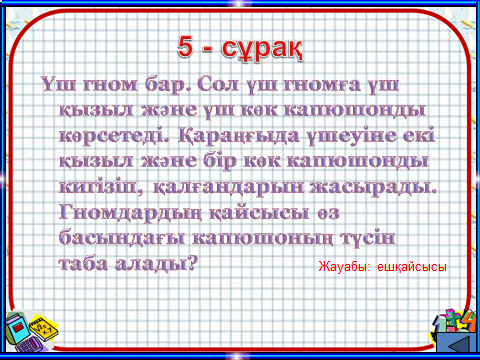 5 - сұрақ
Үш гном бар. Сол үш гномға үш
қызыл және үш көк капюшонды
көрсетеді. Қараңғыда үшеуіне екі
қызыл және бір көк капюшонды
кигізіп, қалғандарын жасырады.
Гномдардың қайсысы өз
басындағы капюшоның түсін
таба алады?
Жауабы: ешқайсысы